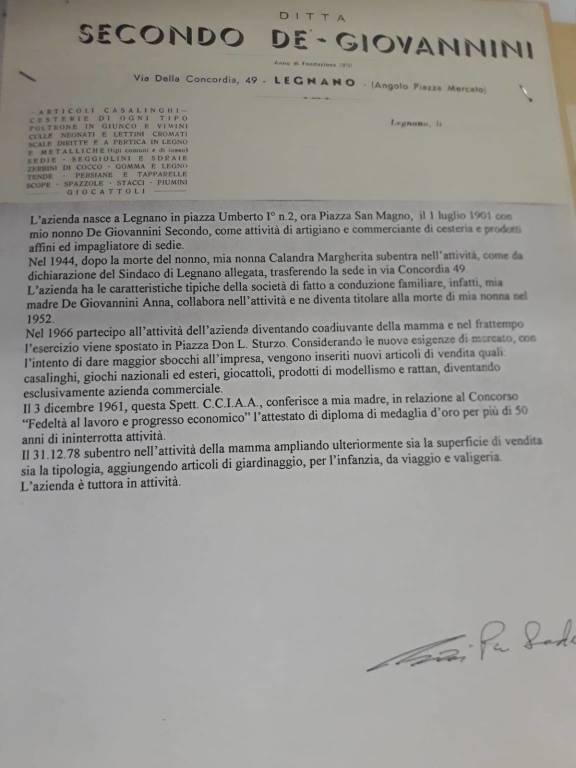 DITTA
SECONDO DE-GIOVANNINI
Anno di Fondazione 1901
Via Della Concordia, 49 - LEGNANO - (Angolo Piazza Mercato)
ARTICOLI CASALINGHI
CESTERIE DI OGNI TIPO
POLTRONE IN GIUNCO E VIMINI
CULLE NEONATI E LETTINI CROMATI
SCALE DIRITTE E A PERTICA IN LEGNO
E METALLICHE (tipi comuni e di lusso)
SEDIE - SEGGIOLINI E SDRAIE
ZERBINI DI COCCO - GOMMA E LEGNO
TENDE - PERSIANE E TAPPARELLE
SCOPE - SPAZZOLE - STACCI - PIUMINI
GIOCATTOLI
Legnano, li
L'azienda nasce a Legnano in piazza Umberto I° n.2, ora Piazza San Magno, il 1 luglio 1901 con
mio nonno De Giovannini Secondo, come attività di artigiano e commerciante di cesteria e prodotti
affini ed impagliatore di sedie.
Nel 1944, dopo la morte del nonno, mia nonna Calandra Margherita subentra nell'attività, come da
dichiarazione del Sindaco di Legnano allegata, trasferendo la sede in via Concordia 49
L'azienda ha le caratteristiche tipiche della società di fatto a conduzione familiare, infatti, mia
madre De Giovannini Anna, collabora nell'attività e ne diventa titolare alla morte di mia nonna nel
1952.
Nel 1966 partecipo all'attività dell'azienda diventando coadiuvante della mamma e nel frattempo
l'esercizio viene spostato in Piazza Don L. Sturzo. Considerando le nuove esigenze di mercato, con
l'intento di dare maggior sbocchi all'impresa, vengono inseriti nuovi articoli di vendita quali:
casalinghi, giochi nazionali ed esteri, giocattoli, prodotti di modellismo e rattan, diventando
esclusivamente azienda commerciale.
Il 3 dicembre 1961, questa Spett. C.C.I.A.A., conferisce a mia madre, in relazione al Concorso
"Fedeltà al lavoro e progresso economico" l'attestato di diploma di medaglia d'oro per più di 50
anni di ininterrotta attività.
Il 31.12.78 subentro nell'attività della mamma ampliando ulteriormente sia la superficie di vendita
sia la tipologia, aggiungendo articoli di giardinaggio, per l'infanzia, da viaggio e valigeria.
L'azienda è tuttora in attività.